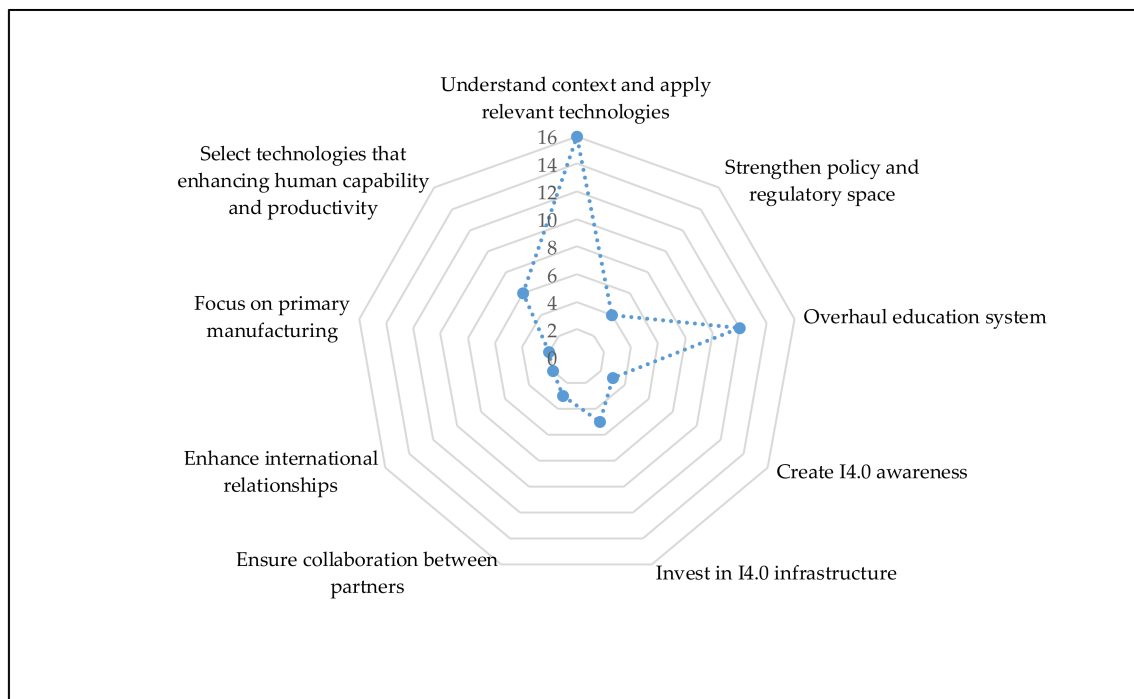 Understand context and apply
relevant technologies
Strengthen policy and
regulatory space
Overhaul education system
Create I4.0 awareness
Invest in I4.0 infrastructure
Ensure collaboration between
partners
Enhance international
relationships
Focus on primary
manufacturing
Select technologies that
enhancing human capability
and productivity
16
14
12
10
8
6
4
2
0